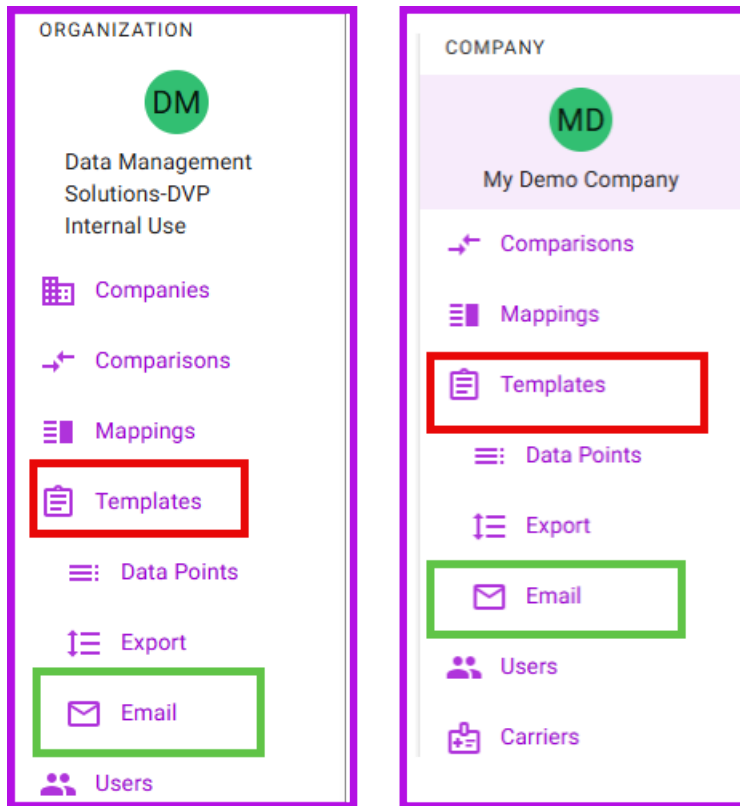 ORGANIZATION
DM
Data Management
Solutions-DVP
Internal Use
Companies
Comparisons
Mappings
Templates
Data Points
Export
Email
Users
COMPANY
MD
My Demo Company
Comparisons
Mappings
Templates
Data Points
Export
Email
Users
Carriers